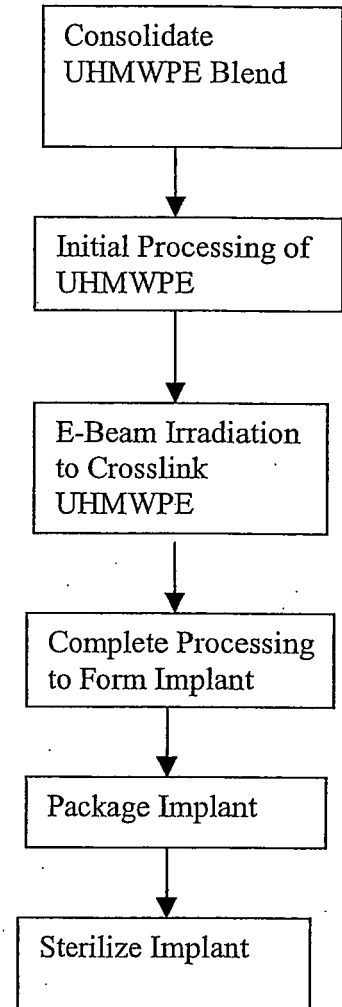 Consolidate
UHMWPE Blend
Initial Processing of
UHMWPE
E-Beam Irradiation
to Crosslink
UHMWPE
Complete Processing
to Form Implant
Package Implant
Sterilize Implant